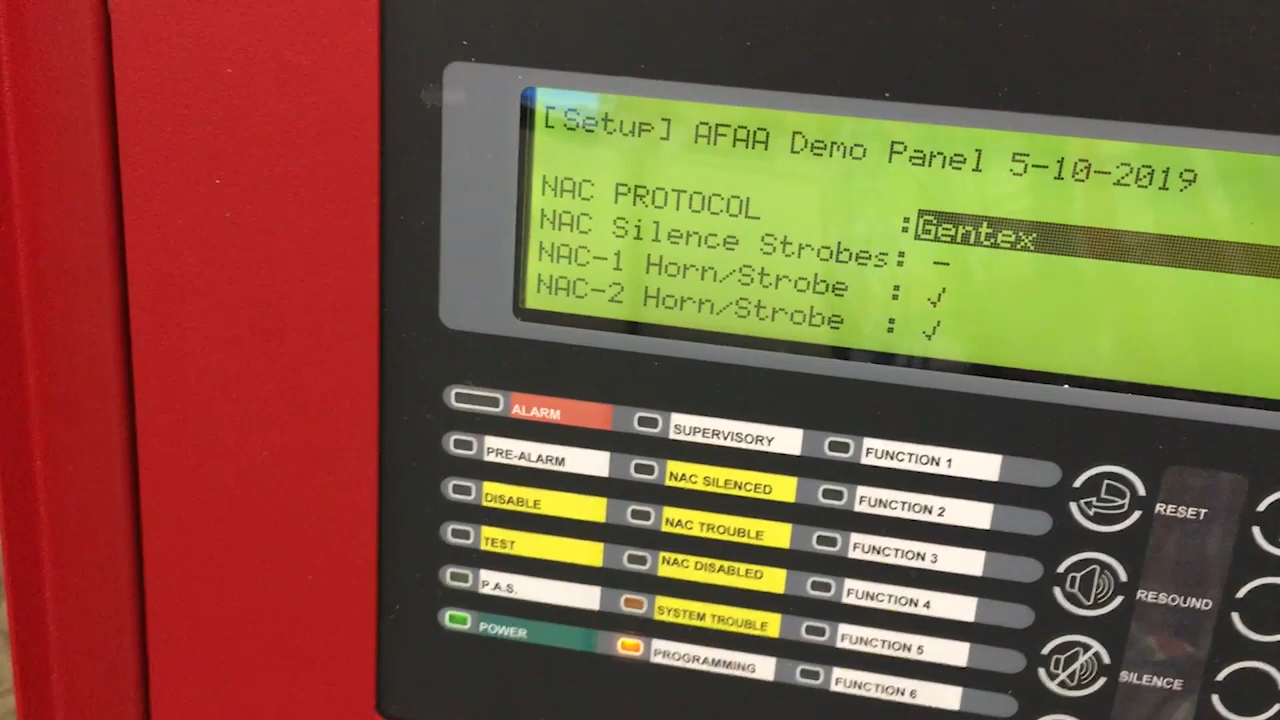 [Setup] AFAA Demo Panel 5-10-2019
NAC PROTOCOL :Gentex
NAC Silence Strobes: -
NAC-1 Horn/Strobe : √
NAC-2 Horn/Strobe : √
ALARM SUPERVISORY FUNCTION 1
PRE-ALARM NAC SILENCED FUNCTION 2
DISABLE NAC TROUBLE FUNCTION 3
TEST NAC DISABLED FUNCTION 4
P.A.S. SYSTEM TROUBLE FUNCTION 5
POWER PROGRAMMING FUNCTION 6
RESET
RESOUND
SILENCE